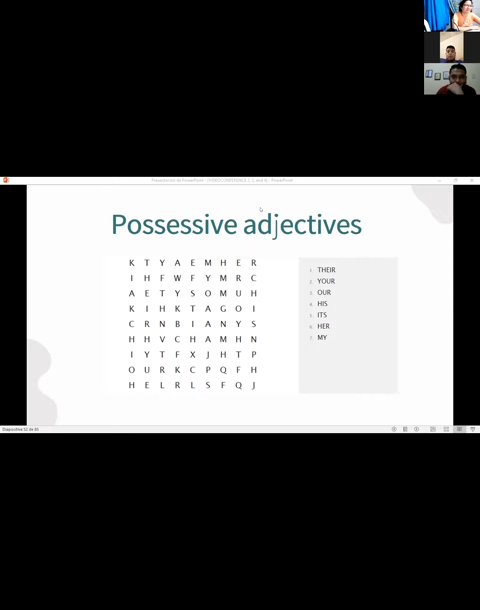 Possessive adjectives
K T Y A E M H E R
I H F W F Y M R C
A E T Y S O M U H
K I H K T A G O I
C R N B I A N Y S
H H V C H A M H N
I Y T F X J H T P
O U R K C P Q F H
H E L R L S F Q J
1. THEIR
2. YOUR
3. OUR
4. HIS
5. ITS
6. HER
7. MY